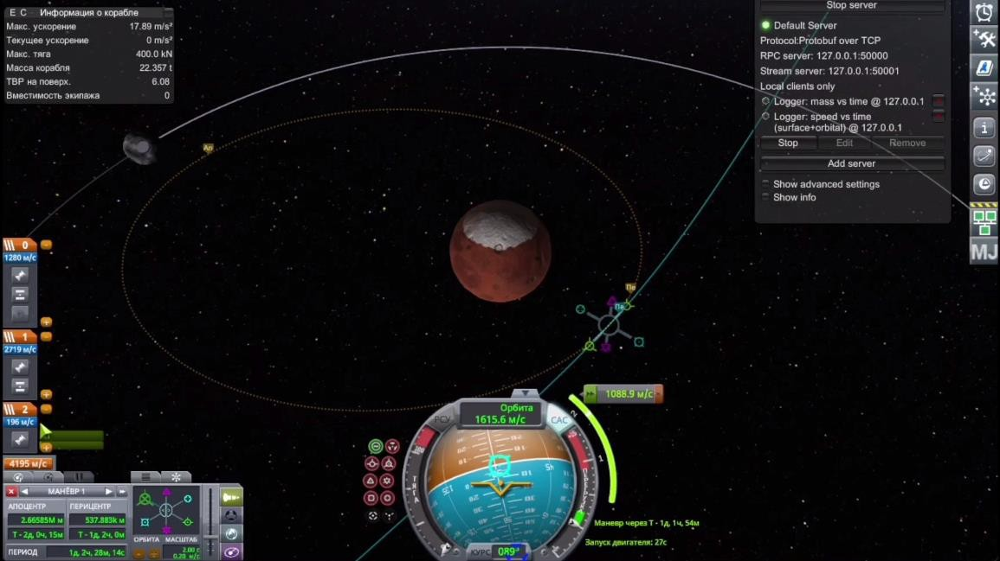 E C Информация о корабле
Макс. ускорение 17.89 m/s²
Текущее ускорение 0 m/s²
Макс. тяга 400.0 kN
Масса корабля 22.357 t
ТВР на поверх. 6.08
Вместимость экипажа 0
Stop server
Default Server
Protocol:Protobuf over TCP
RPC server: 127.0.0.1:50000
Stream server: 127.0.0.1:50001
Local clients only
Logger: mass vs time @ 127.0.0.1
Logger: speed vs time
(surface+orbital) @ 127.0.0.1
Stop Edit Remove
Add server
Show advanced settings
Show info
MJ
Ап
Пе
Пе
0
1280 м/с
1
2719 м/с
2
196 м/с
4195 м/с
МАНЁВР 1
АПОЦЕНТР ПЕРИЦЕНТР
2.66585М м 537.883k м
T - 2д, 0ч, 15м T - 1д, 2ч, 0м
ПЕРИОД 1д, 2ч, 28м, 14с
ОРБИТА МАСШТАБ
2.00 с
0.20 м/с
1088.9 м/с
Орбита
1615.6 м/с
РСУ
САС
ТЯГА
КУРС 089°
Маневр через T - 1д, 1ч, 54м
Запуск двигателя: 27с